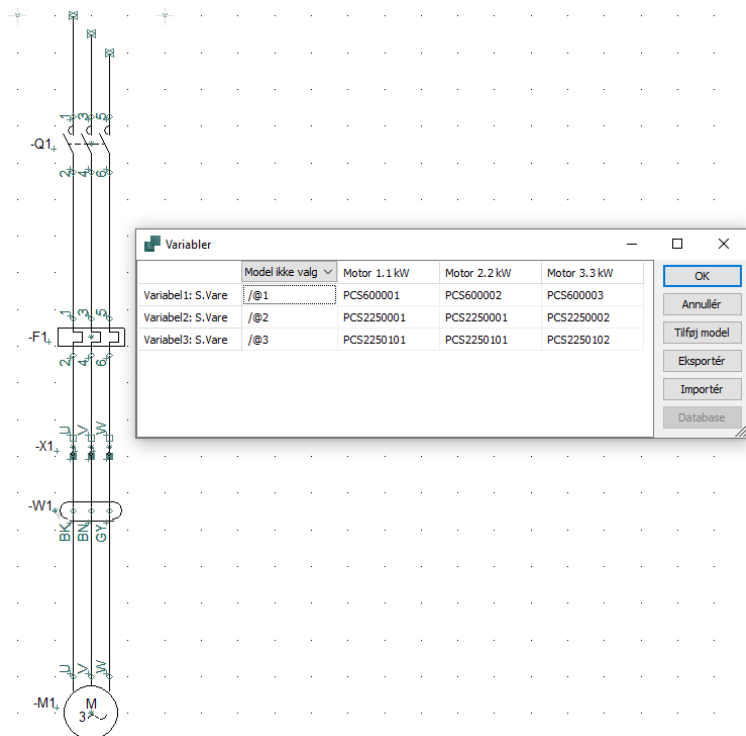 1 3 5
-Q1
2 4 6
Variabler
Model ikke valg Motor 1.1 kW Motor 2.2 kW Motor 3.3 kW
Variabel1: S.Vare /@1 PCS600001 PCS600002 PCS600003
Variabel2: S.Vare /@2 PCS2250001 PCS2250001 PCS2250002
Variabel3: S.Vare /@3 PCS2250101 PCS2250101 PCS2250102
OK
Annullér
Tilføj model
Eksportér
Importér
Database
1 3 5
-F1
2 4 6
U V W
-X1
-W1
BK BN GY
U V W
-M1
M
3